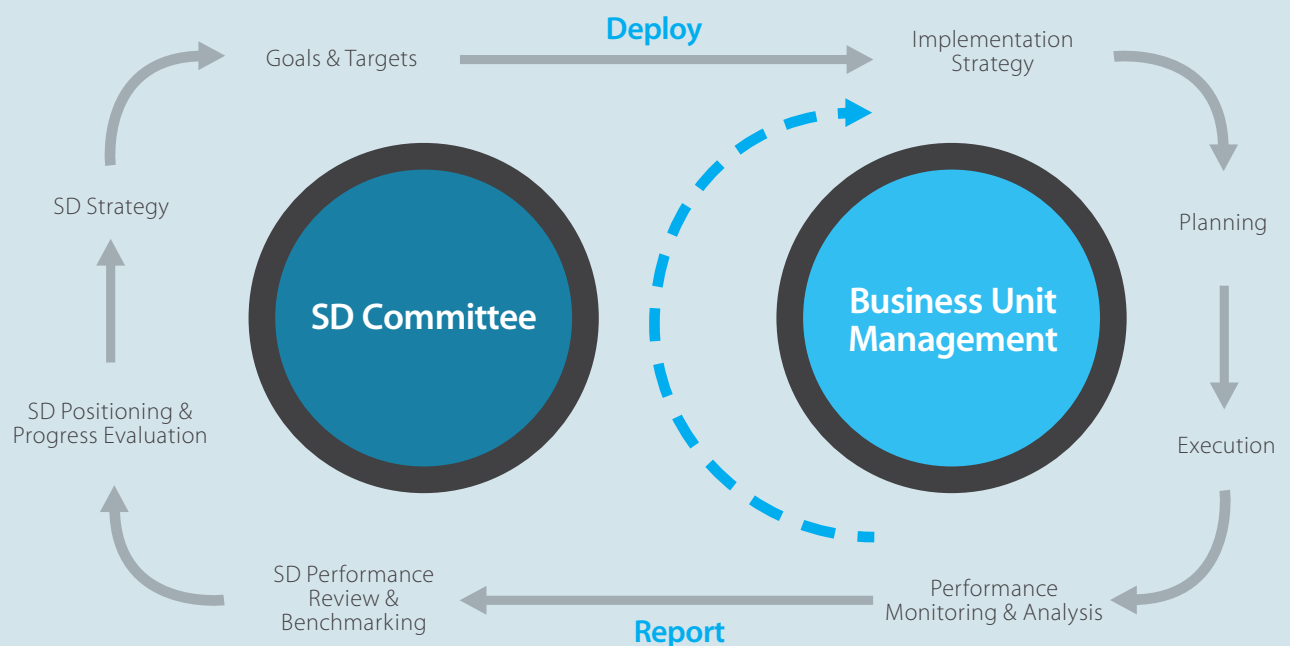 Deploy
Goals & Targets
Implementation
Strategy
SD Strategy
Planning
SD Committee
Business Unit
Management
SD Positioning &
Progress Evaluation
Execution
SD Performance
Review &
Benchmarking
Performance
Monitoring & Analysis
Report